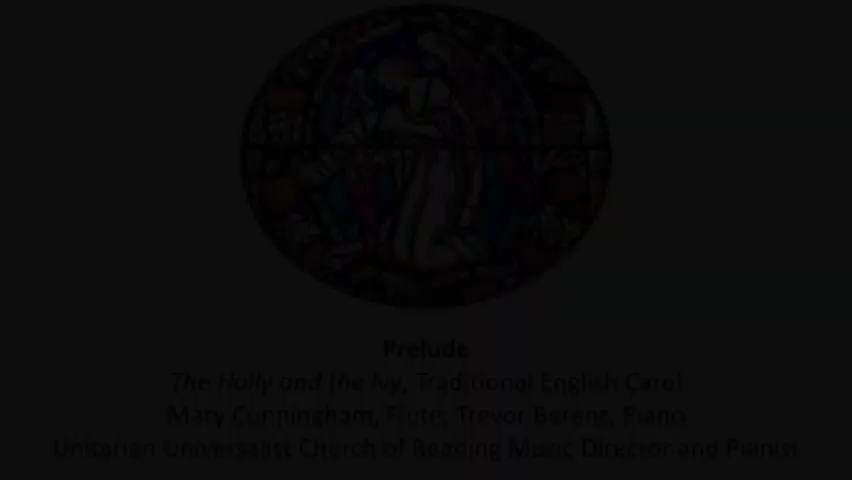 Prelude
The Holly and the Ivy, Traditional English Carol
Mary Cunningham, Flute; Trevor Berens, Piano
Unitarian Universalist Church of Reading Music Director and Pianist